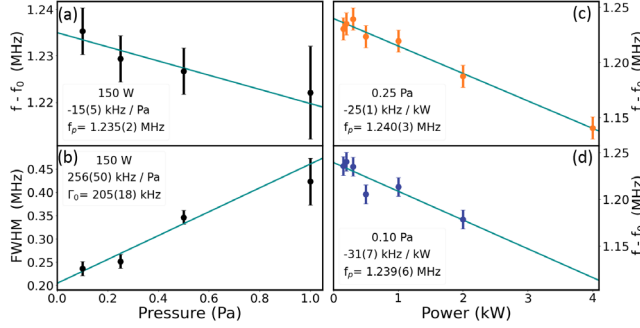 (a)
f - f₀ (MHz)
1.24
1.23
1.22
150 W
-15(5) kHz / Pa
fₚ= 1.235(2) MHz
(b)
FWHM (MHz)
0.45
0.40
0.35
0.30
0.25
0.20
150 W
256(50) kHz / Pa
Γ₀= 205(18) kHz
0.0 0.2 0.4 0.6 0.8 1.0
Pressure (Pa)
(c)
1.25
1.20
1.15
f - f₀ (MHz)
0.25 Pa
-25(1) kHz / kW
fₚ= 1.240(3) MHz
(d)
1.25
1.20
1.15
f - f₀ (MHz)
0.10 Pa
-31(7) kHz / kW
fₚ= 1.239(6) MHz
0 1 2 3 4
Power (kW)